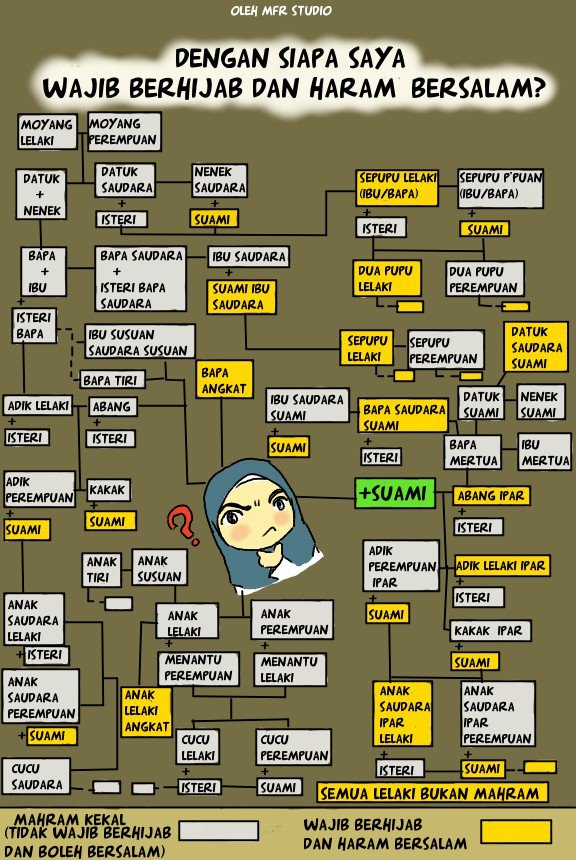 OLEH MFR STUDIO
DENGAN SIAPA SAYA
WAJIB BERHIJAB DAN HARAM BERSALAM?
MOYANG
LELAKI
MOYANG
PEREMPUAN
DATUK
+
NENEK
DATUK
SAUDARA
+
ISTERI
NENEK
SAUDARA
+
SUAMI
SEPUPU LELAKI
(IBU/BAPA)
+
ISTERI
SEPUPU P'PUAN
(IBU/BAPA)
+
SUAMI
BAPA
+
IBU
+
ISTERI
BAPA
BAPA SAUDARA
+
ISTERI BAPA
SAUDARA
IBU SAUDARA
+
SUAMI IBU
SAUDARA
DUA PUPU
LELAKI
DUA PUPU
PEREMPUAN
IBU SUSUAN
SAUDARA SUSUAN
BAPA TIRI
BAPA
ANGKAT
SEPUPU
LELAKI
SEPUPU
PEREMPUAN
DATUK
SAUDARA
SUAMI
ADIK LELAKI
+
ISTERI
ABANG
+
ISTERI
IBU SAUDARA
SUAMI
+
SUAMI
BAPA SAUDARA
SUAMI
+
ISTERI
DATUK
SUAMI
NENEK
SUAMI
BAPA
MERTUA
IBU
MERTUA
ADIK
PEREMPUAN
+
SUAMI
KAKAK
+
SUAMI
+SUAMI
ABANG IPAR
+
ISTERI
?
ADIK
PEREMPUAN
IPAR
+
SUAMI
ADIK LELAKI IPAR
+
ISTERI
KAKAK IPAR
+
SUAMI
ANAK
TIRI
ANAK
SUSUAN
ANAK
SAUDARA
LELAKI
+
ISTERI
ANAK
LELAKI
+
MENANTU
PEREMPUAN
ANAK
PEREMPUAN
+
MENANTU
LELAKI
ANAK
SAUDARA
PEREMPUAN
+
SUAMI
ANAK
LELAKI
ANGKAT
ANAK
SAUDARA
IPAR
LELAKI
+
ISTERI
ANAK
SAUDARA
IPAR
PEREMPUAN
+
SUAMI
CUCU
SAUDARA
CUCU
LELAKI
+
ISTERI
CUCU
PEREMPUAN
+
SUAMI
SEMUA LELAKI BUKAN MAHRAM
MAHRAM KEKAL
(TIDAK WAJIB BERHIJAB
DAN BOLEH BERSALAM)
WAJIB BERHIJAB
DAN HARAM BERSALAM